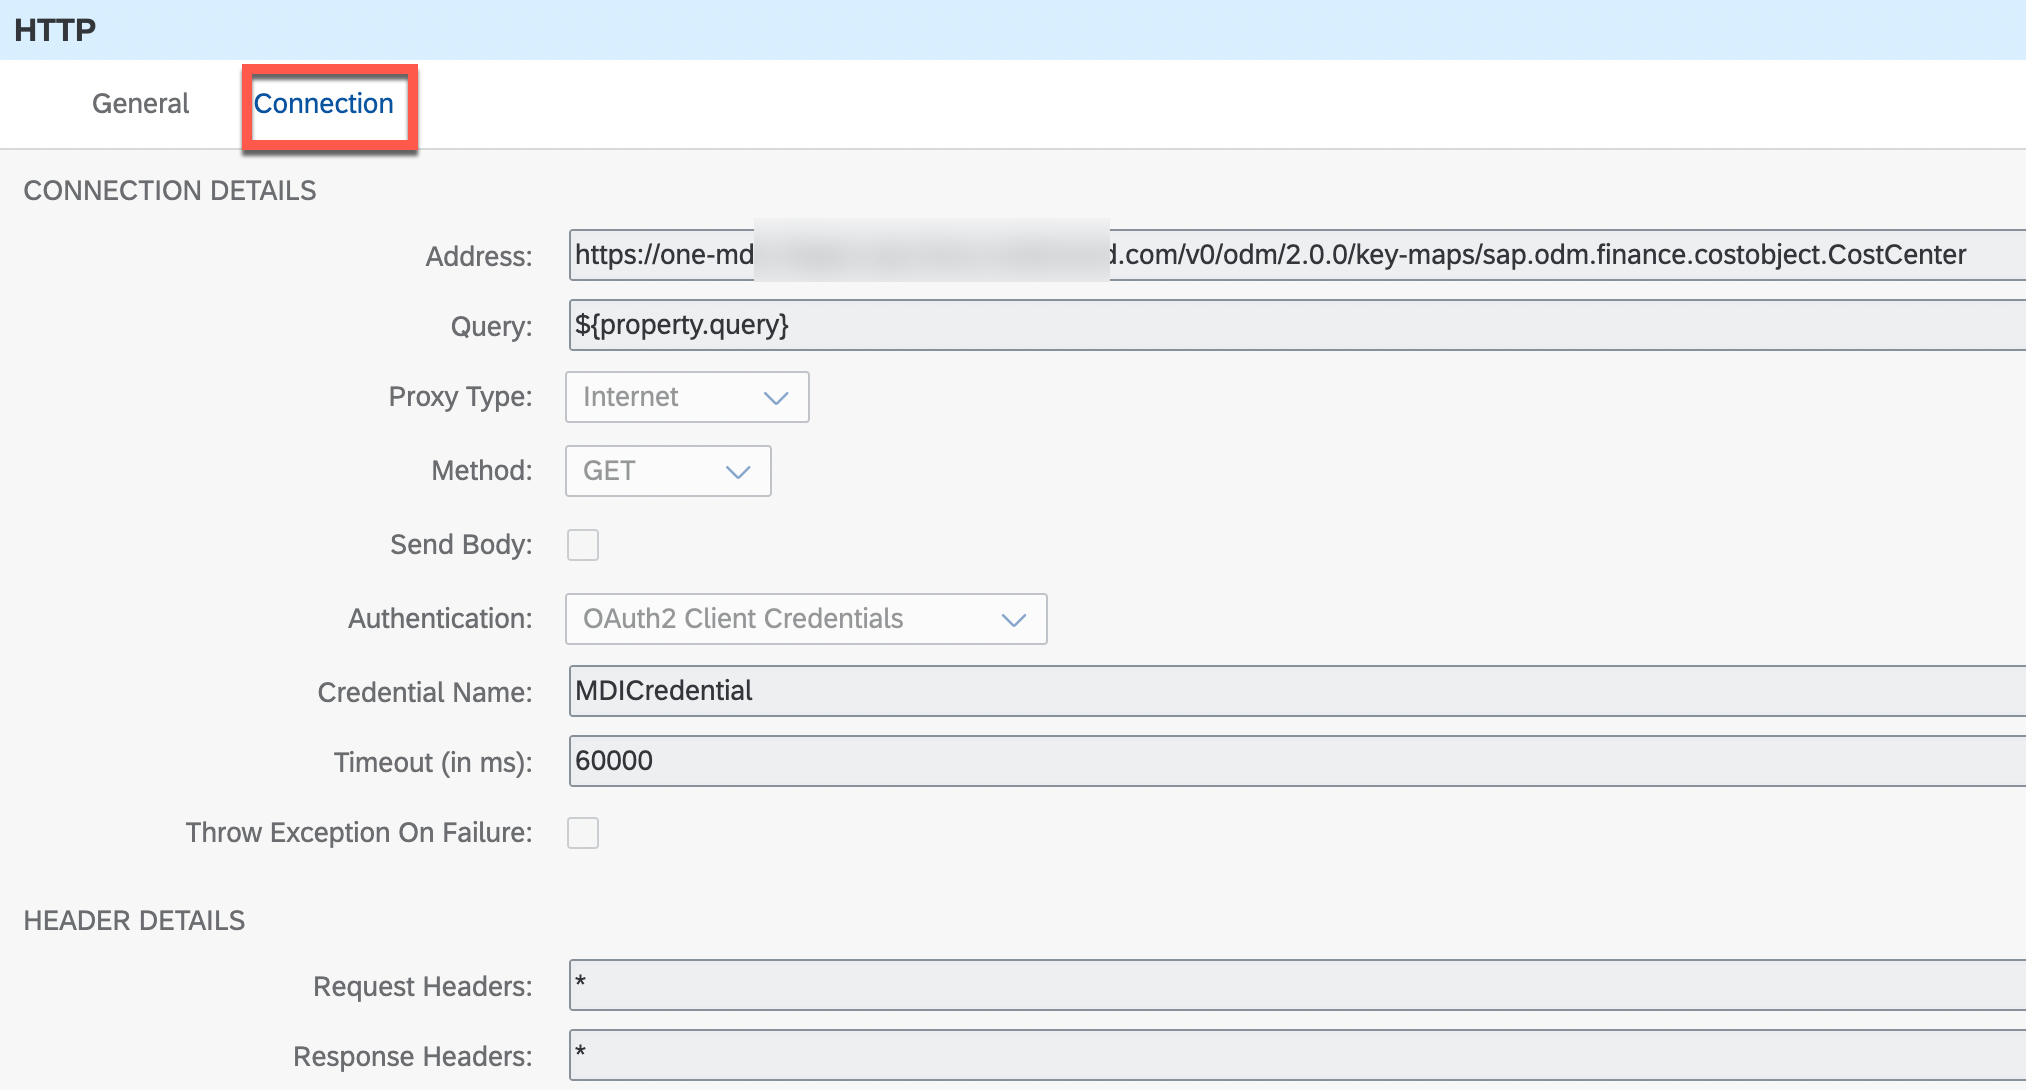 HTTP
General Connection
CONNECTION DETAILS
Address: https://one-md d.com/v0/odm/2.0.0/key-maps/sap.odm.finance.costobject.CostCenter
Query: ${property.query}
Proxy Type: Internet
Method: GET
Send Body:
Authentication: OAuth2 Client Credentials
Credential Name: MDICredential
Timeout (in ms): 60000
Throw Exception On Failure:
HEADER DETAILS
Request Headers: *
Response Headers: *